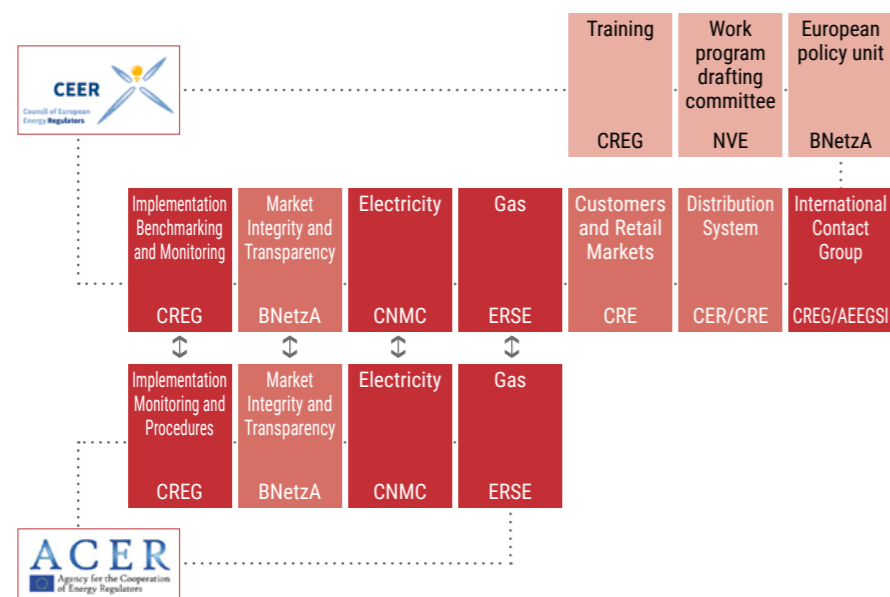 CEER
Council of European
Energy Regulators
Training
CREG
Work
program
drafting
committee
NVE
European
policy unit
BNetzA
Implementation
Benchmarking
and Monitoring
CREG
Market
Integrity and
Transparency
BNetzA
Electricity
CNMC
Gas
ERSE
Customers
and Retail
Markets
CRE
Distribution
System
CER/CRE
International
Contact
Group
CREG/AEEGSI
Implementation
Monitoring and
Procedures
CREG
Market
Integrity and
Transparency
BNetzA
Electricity
CNMC
Gas
ERSE
ACER
Agency for the Cooperation
of Energy Regulators